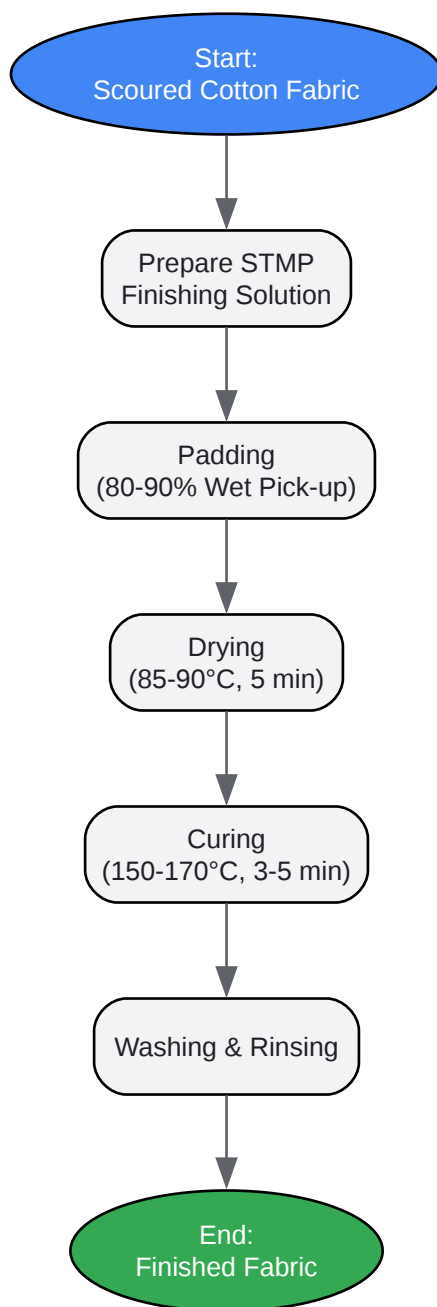 Start:
Scoured Cotton Fabric
Prepare STMP
Finishing Solution
Padding
(80-90% Wet Pick-up)
Drying
(85-90°C, 5 min)
Curing
(150-170°C, 3-5 min)
Washing & Rinsing
End:
Finished Fabric